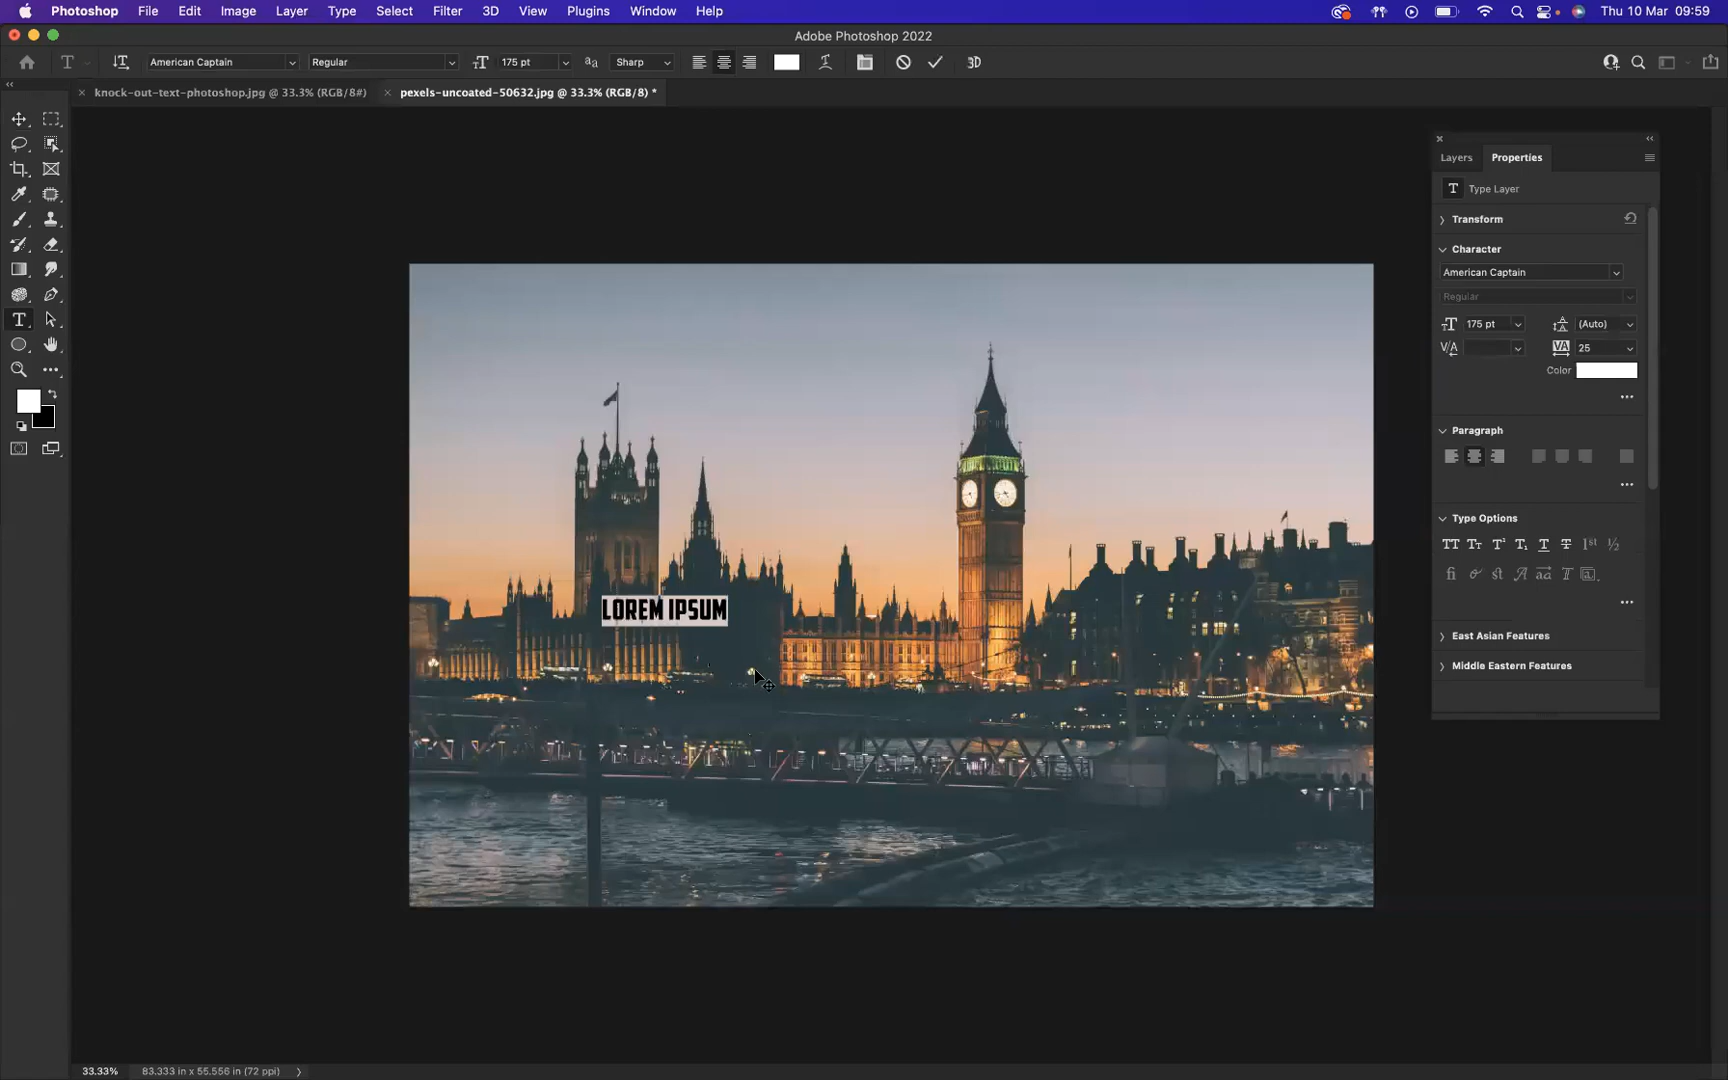 Photoshop File Edit Image Layer Type Select Filter 3D View Plugins Window Help Thu 10 Mar 09:59
Adobe Photoshop 2022
American Captain Regular 175 pt Sharp 3D
knock-out-text-photoshop.jpg @ 33.3% (RGB/8#) pexels-uncoated-50632.jpg @ 33.3% (RGB/8) *
Layers Properties
Type Layer
Transform
Character
American Captain
Regular
175 pt (Auto)
25
Color
Paragraph
Type Options
East Asian Features
Middle Eastern Features
LOREM IPSUM
33.33% 83.333 in x 55.556 in (72 ppi)